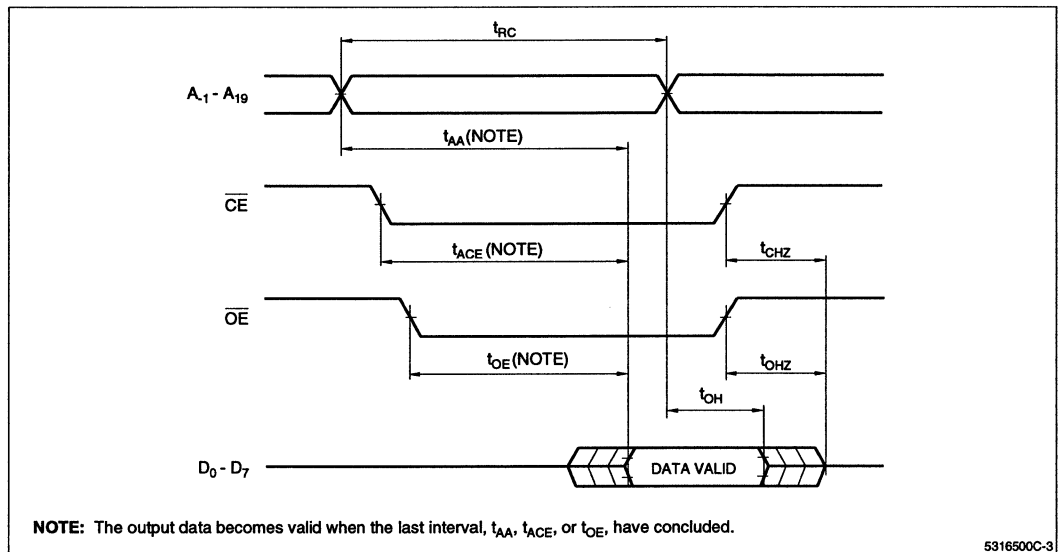 tRC
A-1 - A19
tAA (NOTE)
CE
tACE (NOTE)
tCHZ
OE
tOE (NOTE)
tOHZ
tOH
D0 - D7
DATA VALID
NOTE: The output data becomes valid when the last interval, tAA, tACE, or tOE, have concluded.
5316500C-3